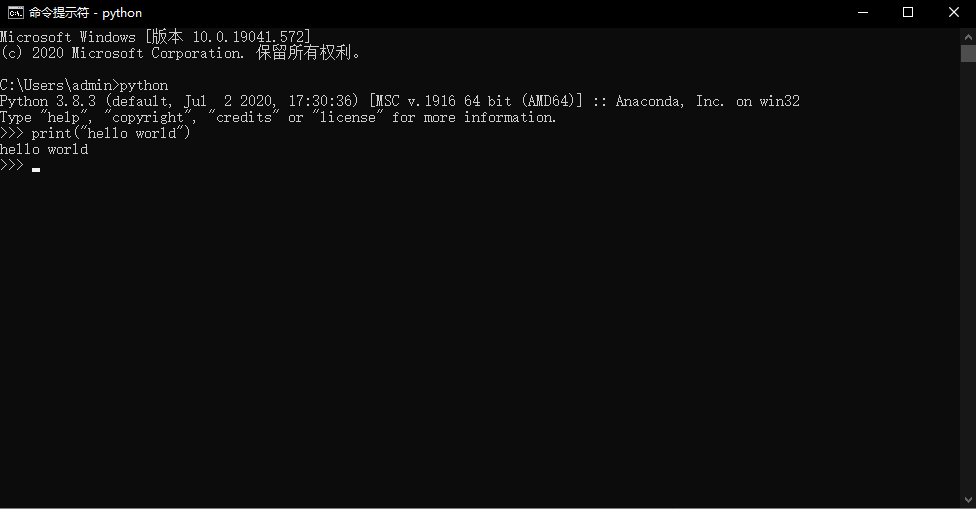 命令提示符 - python
Microsoft Windows [版本 10.0.19041.572]
(c) 2020 Microsoft Corporation. 保留所有权利。
C:\Users\admin>python
Python 3.8.3 (default, Jul  2 2020, 17:30:36) [MSC v.1916 64 bit (AMD64)] :: Anaconda, Inc. on win32
Type "help", "copyright", "credits" or "license" for more information.
>>> print("hello world")
hello world
>>>